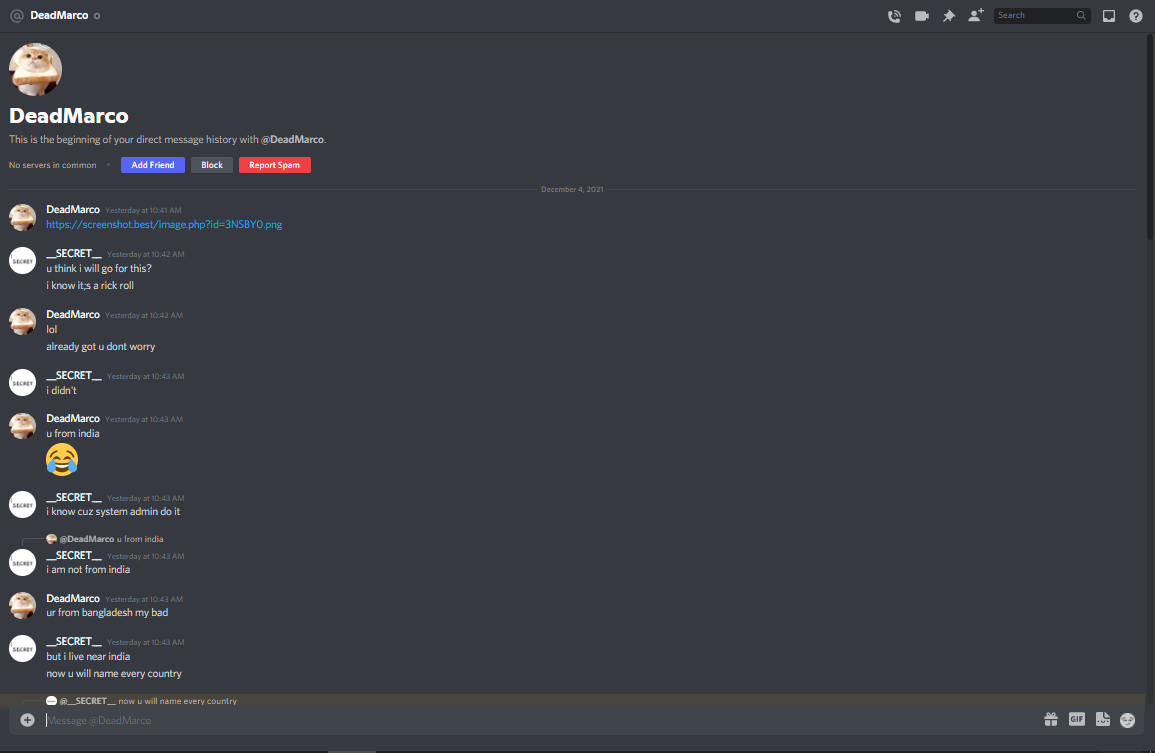 DeadMarco
Search
DeadMarco
This is the beginning of your direct message history with @DeadMarco.
No servers in common
Add Friend
Block
Report Spam
December 4, 2021
DeadMarco Yesterday at 10:41 AM
https://screenshot.best/image.php?id=3NSBY0.png
SECRET
__SECRET__ Yesterday at 10:42 AM
u think i will go for this?
i know it;s a rick roll
DeadMarco Yesterday at 10:42 AM
lol
already got u dont worry
SECRET
__SECRET__ Yesterday at 10:43 AM
i didn't
DeadMarco Yesterday at 10:43 AM
u from india
SECRET
__SECRET__ Yesterday at 10:43 AM
i know cuz system admin do it
@DeadMarco u from india
SECRET
__SECRET__ Yesterday at 10:43 AM
i am not from india
DeadMarco Yesterday at 10:43 AM
ur from bangladesh my bad
SECRET
__SECRET__ Yesterday at 10:43 AM
but i live near india
now u will name every country
@__SECRET__ now u will name every country
Message @DeadMarco
GIF